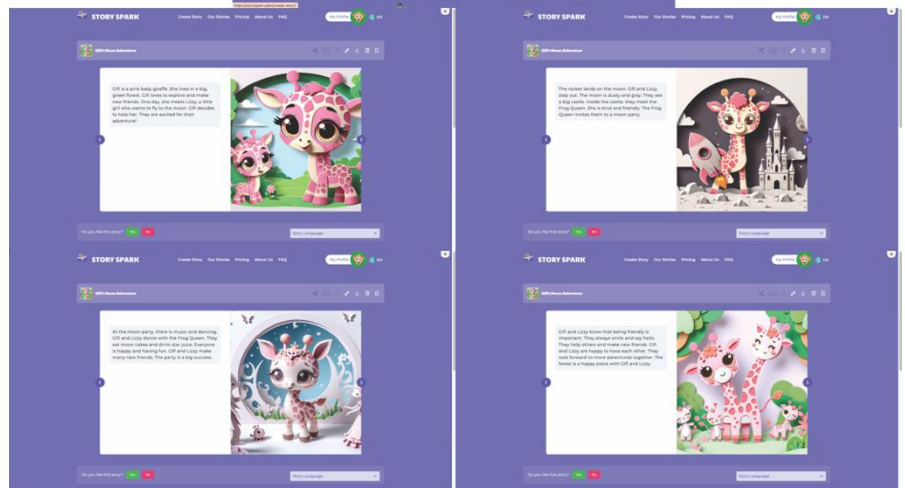 https://storyspark.ai/en/create-story?
STORY SPARK
Create Story Our Stories Pricing About Us FAQ
My Profile
EN
Gifi's Moon Adventure
Gifi is a pink baby giraffe. She lives in a big,
green forest. Gifi loves to explore and make
new friends. One day, she meets Lizzy, a little
girl who wants to fly to the moon. Gifi decides
to help her. They are excited for their
adventure!
Do you like this story? Yes No
Story Language
STORY SPARK
Create Story Our Stories Pricing About Us FAQ
My Profile
EN
Gifi's Moon Adventure
The rocket lands on the moon. Gifi and Lizzy
step out. The moon is dusty and gray. They see
a big castle. Inside the castle, they meet the
Frog Queen. She is kind and friendly. The Frog
Queen invites them to a moon party.
Do you like this story? Yes No
Story Language
STORY SPARK
Create Story Our Stories Pricing About Us FAQ
My Profile
EN
Gifi's Moon Adventure
At the moon party, there is music and dancing.
Gifi and Lizzy dance with the Frog Queen. They
eat moon cakes and drink star juice. Everyone
is happy and having fun. Gifi and Lizzy make
many new friends. The party is a big success.
Do you like this story? Yes No
Story Language
STORY SPARK
Create Story Our Stories Pricing About Us FAQ
My Profile
EN
Gifi's Moon Adventure
Gifi and Lizzy know that being friendly is
important. They always smile and say hello.
They help others and make new friends. Gifi
and Lizzy are happy to have each other. They
look forward to more adventures together. The
forest is a happy place with Gifi and Lizzy.
Do you like this story? Yes No
Story Language